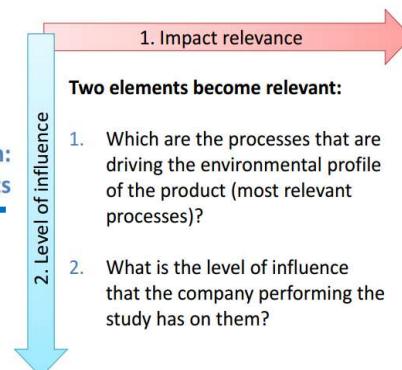 1. Impact relevance
2. Level of influence
Two elements become relevant:
1. Which are the processes that are
driving the environmental profile
of the product (most relevant
processes)?
2. What is the level of influence
that the company performing the
study has on them?